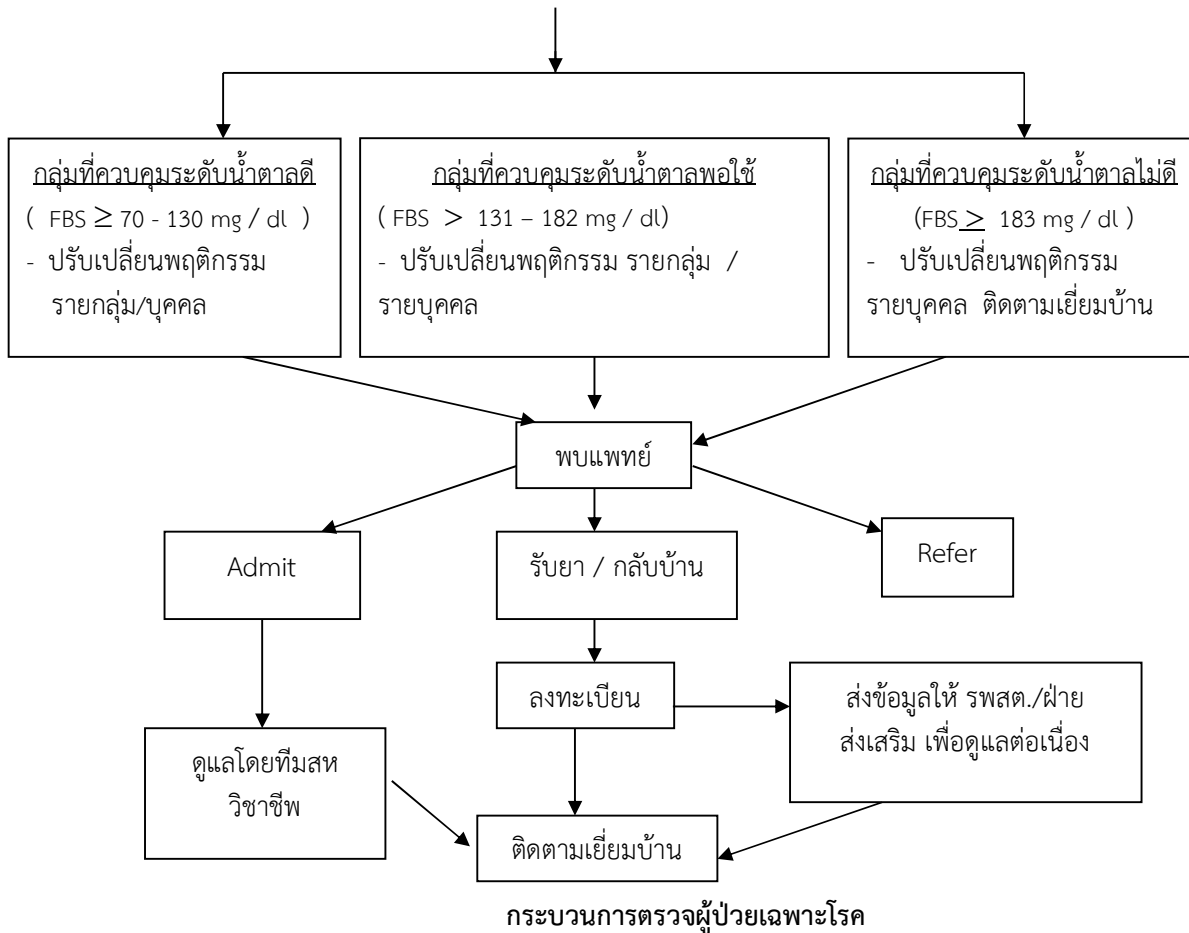 กลุ่มที่ควบคุมระดับน้ำตาลดี
( FBS ≥ 70 - 130 mg / dl )
- ปรับเปลี่ยนพฤติกรรม
รายกลุ่ม/บุคคล
กลุ่มที่ควบคุมระดับน้ำตาลพอใช้
( FBS > 131 – 182 mg / dl)
- ปรับเปลี่ยนพฤติกรรม รายกลุ่ม /
รายบุคคล
กลุ่มที่ควบคุมระดับน้ำตาลไม่ดี
(FBS > 183 mg / dl )
- ปรับเปลี่ยนพฤติกรรม
รายบุคคล ติดตามเยี่ยมบ้าน
พบแพทย์
Admit
รับยา / กลับบ้าน
Refer
ลงทะเบียน
ส่งข้อมูลให้ รพสต./ฝ่าย
ส่งเสริม เพื่อดูแลต่อเนื่อง
ดูแลโดยทีมสห
วิชาชีพ
ติดตามเยี่ยมบ้าน
กระบวนการตรวจผู้ป่วยเฉพาะโรค